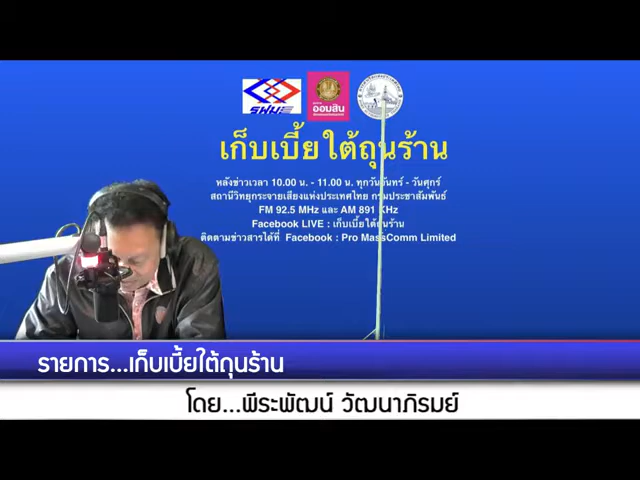 รฟม
ออมสิน
เก็บเบี้ยใต้ถุนร้าน
หลังข่าวเวลา 10.00 น. - 11.00 น. ทุกวันจันทร์ - วันศุกร์
สถานีวิทยุกระจายเสียงแห่งประเทศไทย กรมประชาสัมพันธ์
FM 92.5 MHz และ AM 891 KHz
Facebook LIVE : เก็บเบี้ยใต้ถุนร้าน
ติดตามข่าวสารได้ที่ Facebook : Pro MassComm Limited
รายการ...เก็บเบี้ยใต้ถุนร้าน
โดย...พีระพัฒน์ วัฒนาภิรมย์